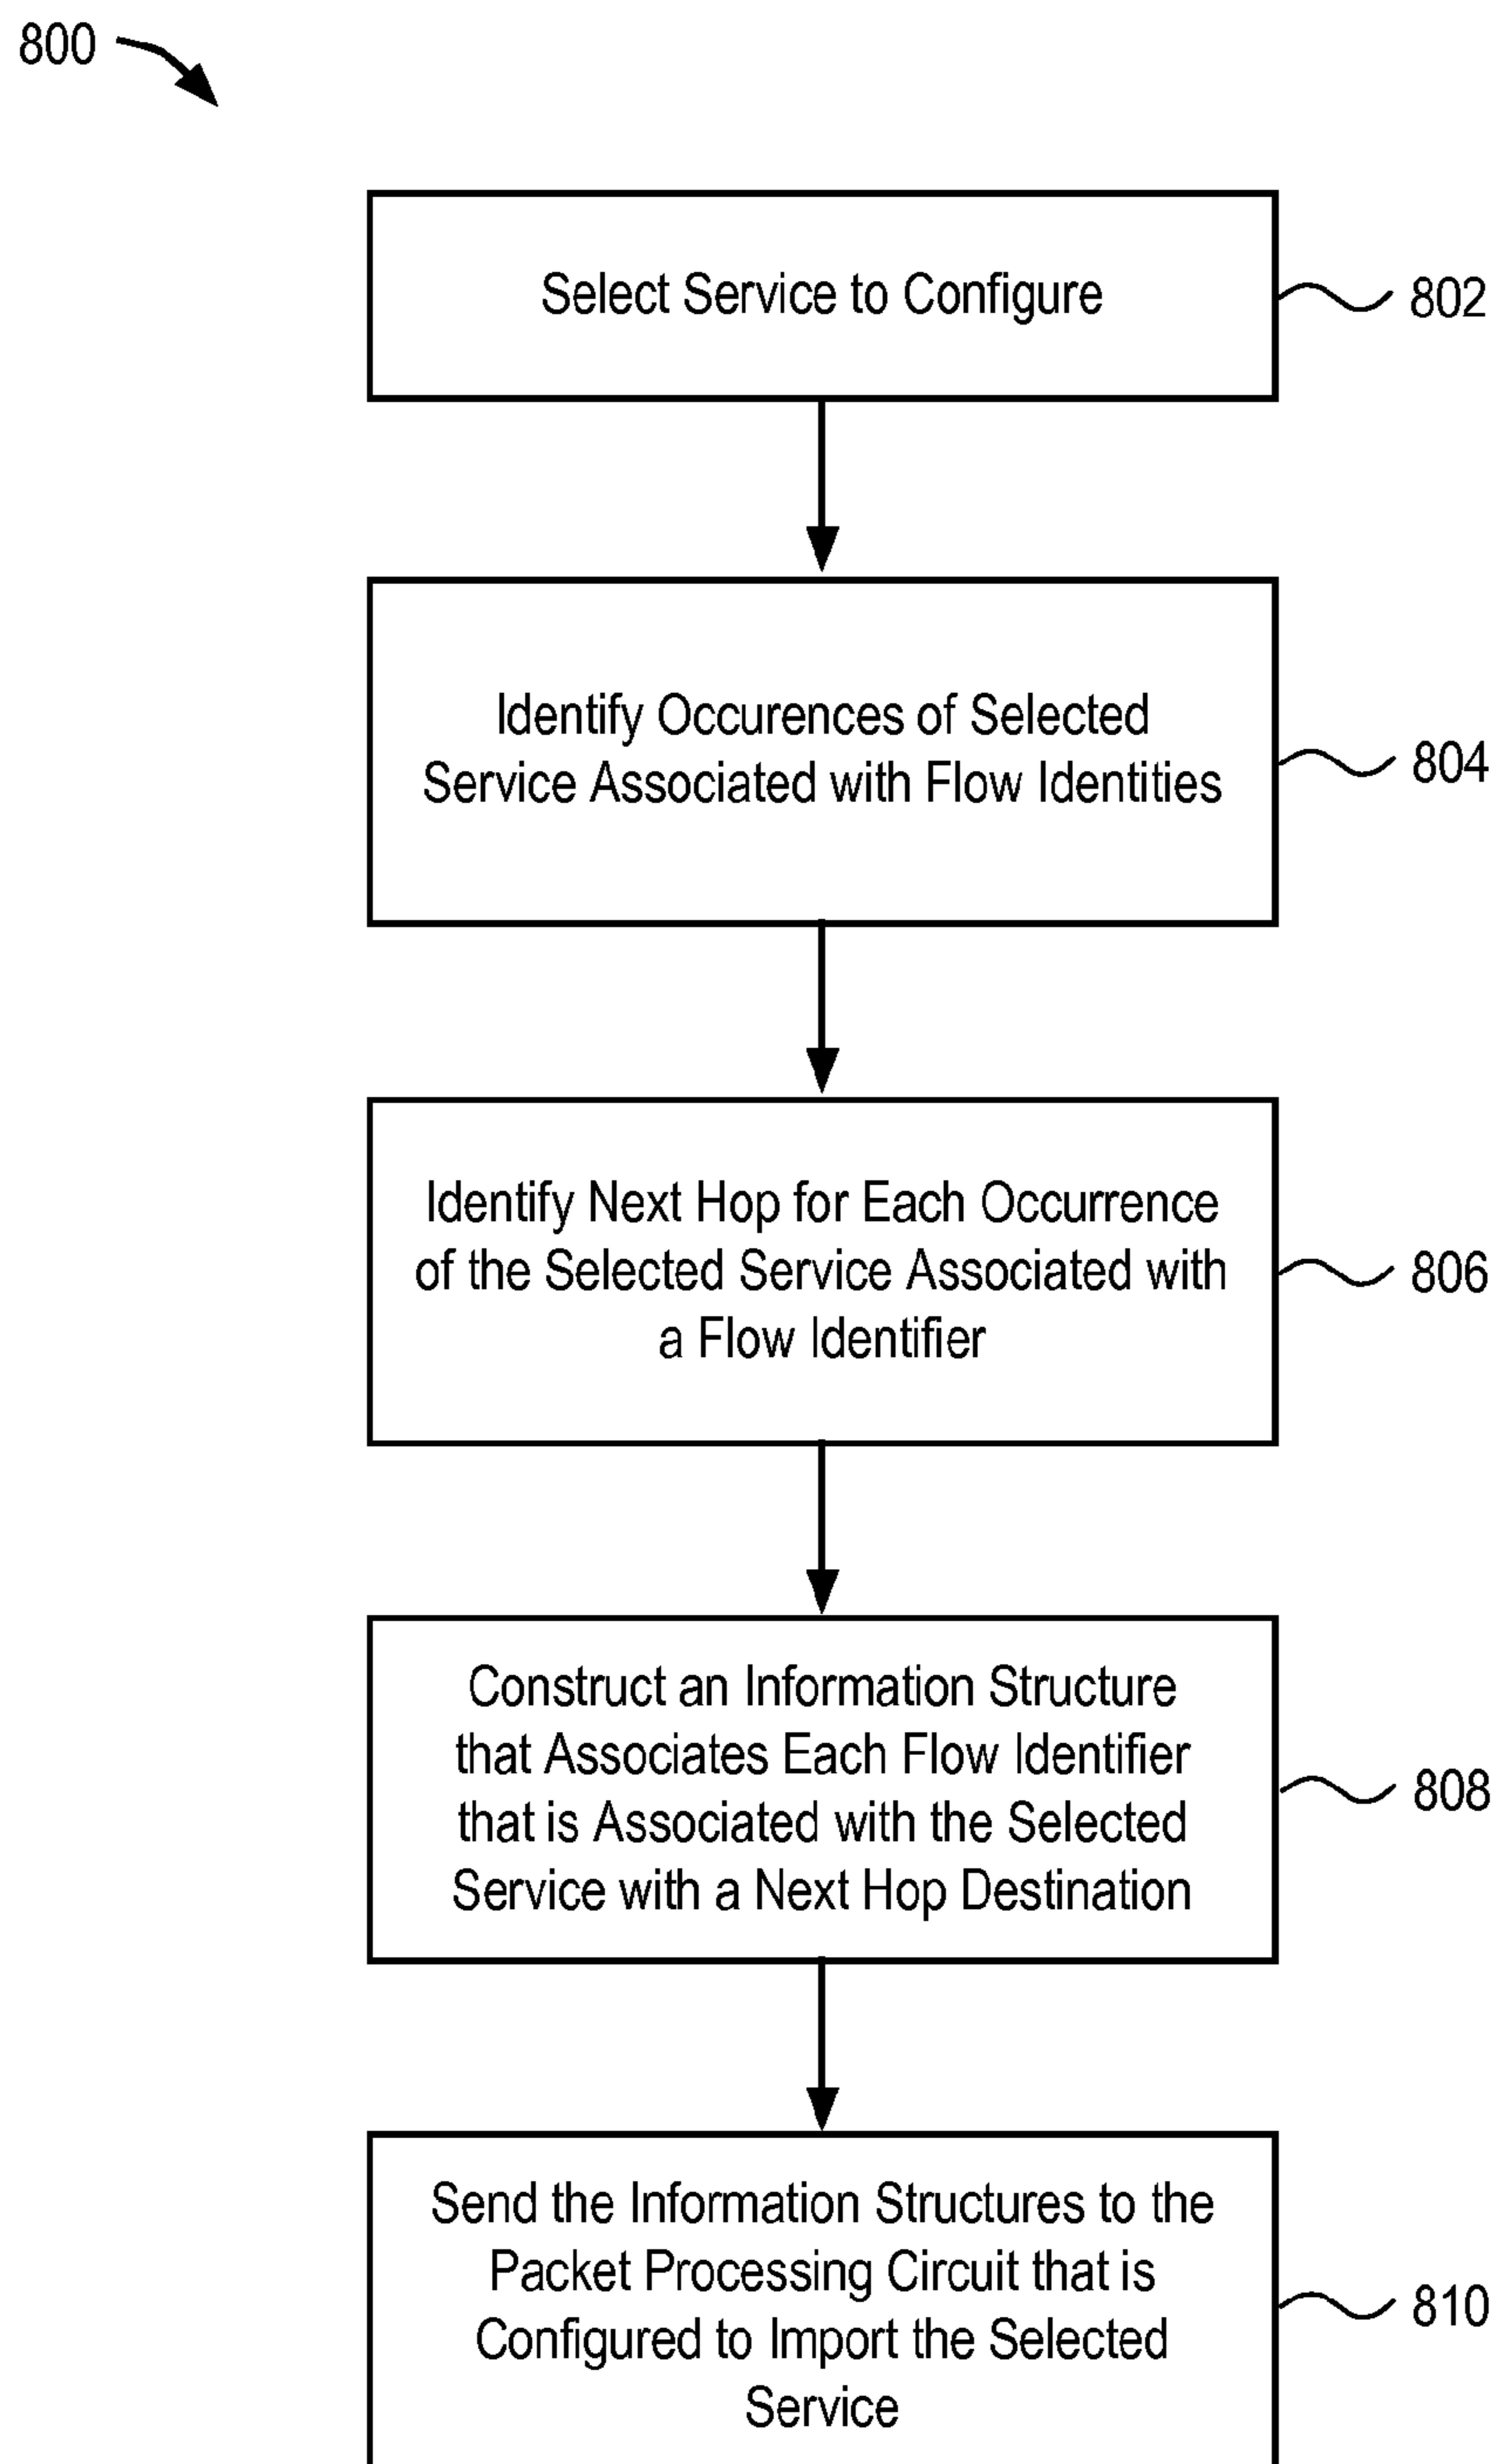 800
Select Service to Configure
802
Identify Occurences of Selected
Service Associated with Flow Identities
804
Identify Next Hop for Each Occurrence
of the Selected Service Associated with
a Flow Identifier
806
Construct an Information Structure
that Associates Each Flow Identifier
that is Associated with the Selected
Service with a Next Hop Destination
808
Send the Information Structures to the
Packet Processing Circuit that is
Configured to Import the Selected
Service
810